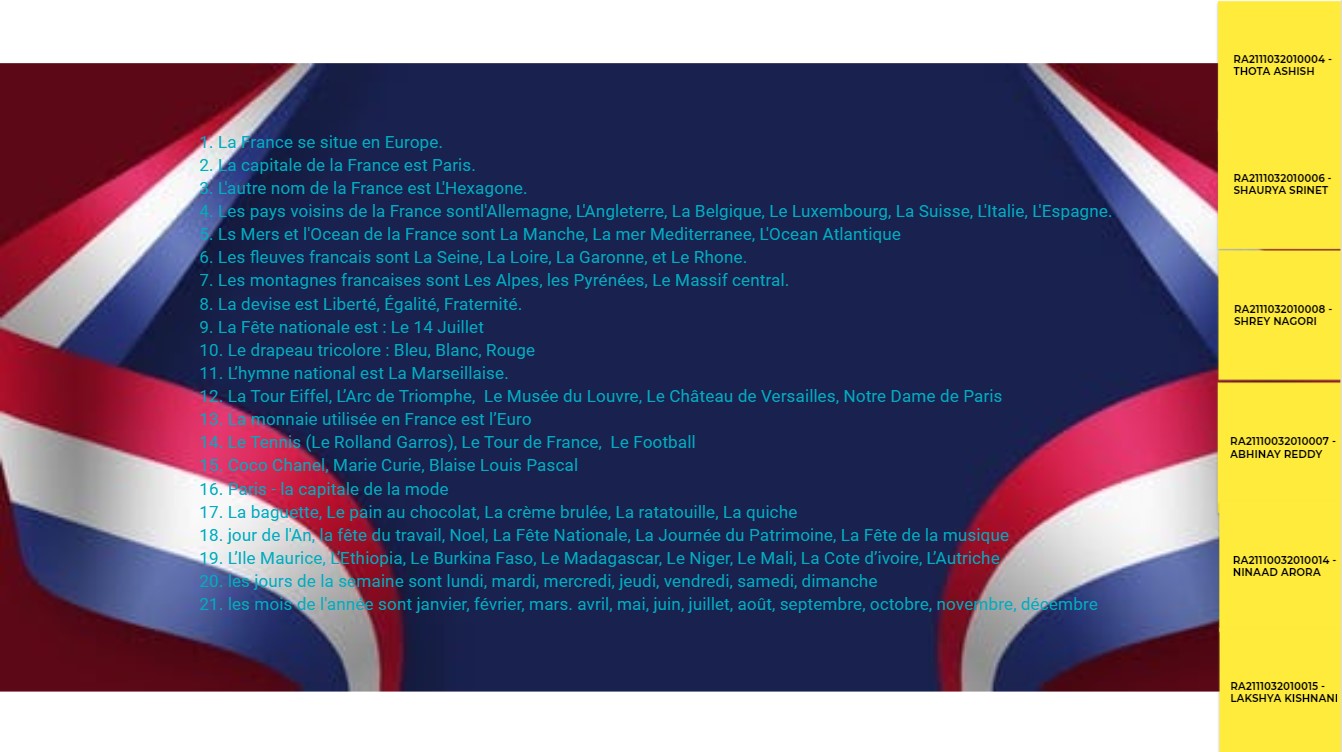 1. La France se situe en Europe.
2. La capitale de la France est Paris.
3. L'autre nom de la France est L'Hexagone.
4. Les pays voisins de la France sontl'Allemagne, L'Angleterre, La Belgique, Le Luxembourg, La Suisse, L'Italie, L'Espagne.
5. Ls Mers et l'Ocean de la France sont La Manche, La mer Mediterranee, L'Ocean Atlantique
6. Les fleuves francais sont La Seine, La Loire, La Garonne, et Le Rhone.
7. Les montagnes francaises sont Les Alpes, les Pyrénées, Le Massif central.
8. La devise est Liberté, Égalité, Fraternité.
9. La Fête nationale est : Le 14 Juillet
10. Le drapeau tricolore : Bleu, Blanc, Rouge
11. L’hymne national est La Marseillaise.
12. La Tour Eiffel, L’Arc de Triomphe,  Le Musée du Louvre, Le Château de Versailles, Notre Dame de Paris
13. La monnaie utilisée en France est l’Euro
14. Le Tennis (Le Rolland Garros), Le Tour de France,  Le Football
15. Coco Chanel, Marie Curie, Blaise Louis Pascal
16. Paris - la capitale de la mode
17. La baguette, Le pain au chocolat, La crème brulée, La ratatouille, La quiche
18. jour de l'An, la fête du travail, Noel, La Fête Nationale, La Journée du Patrimoine, La Fête de la musique
19. L’Ile Maurice, L’Ethiopia, Le Burkina Faso, Le Madagascar, Le Niger, Le Mali, La Cote d’ivoire, L’Autriche
20. les jours de la semaine sont lundi, mardi, mercredi, jeudi, vendredi, samedi, dimanche
21. les mois de l’année sont janvier, février, mars. avril, mai, juin, juillet, août, septembre, octobre, novembre, décembre
RA2111032010004 -
THOTA ASHISH
RA2111032010006 -
SHAURYA SRINET
RA2111032010008 -
SHREY NAGORI
RA21110032010007 -
ABHINAY REDDY
RA21110032010014 -
NINAAD ARORA
RA2111032010015 -
LAKSHYA KISHNANI